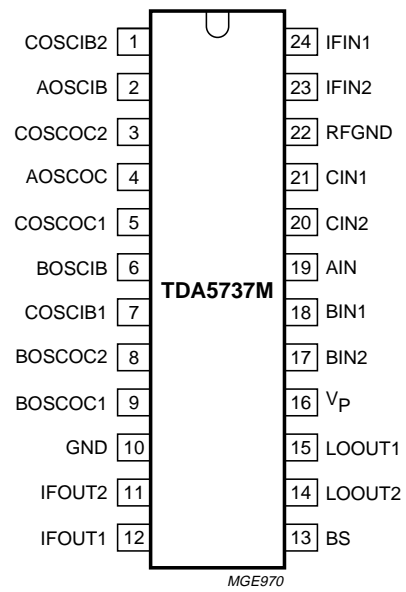 COSCIB2 1 24 IFIN1
AOSCIB 2 23 IFIN2
COSCOC2 3 22 RFGND
AOSCOC 4 21 CIN1
COSCOC1 5 20 CIN2
BOSCIB 6 19 AIN
TDA5737M
COSCIB1 7 18 BIN1
BOSCOC2 8 17 BIN2
BOSCOC1 9 16 VP
GND 10 15 LOOUT1
IFOUT2 11 14 LOOUT2
IFOUT1 12 13 BS
MGE970